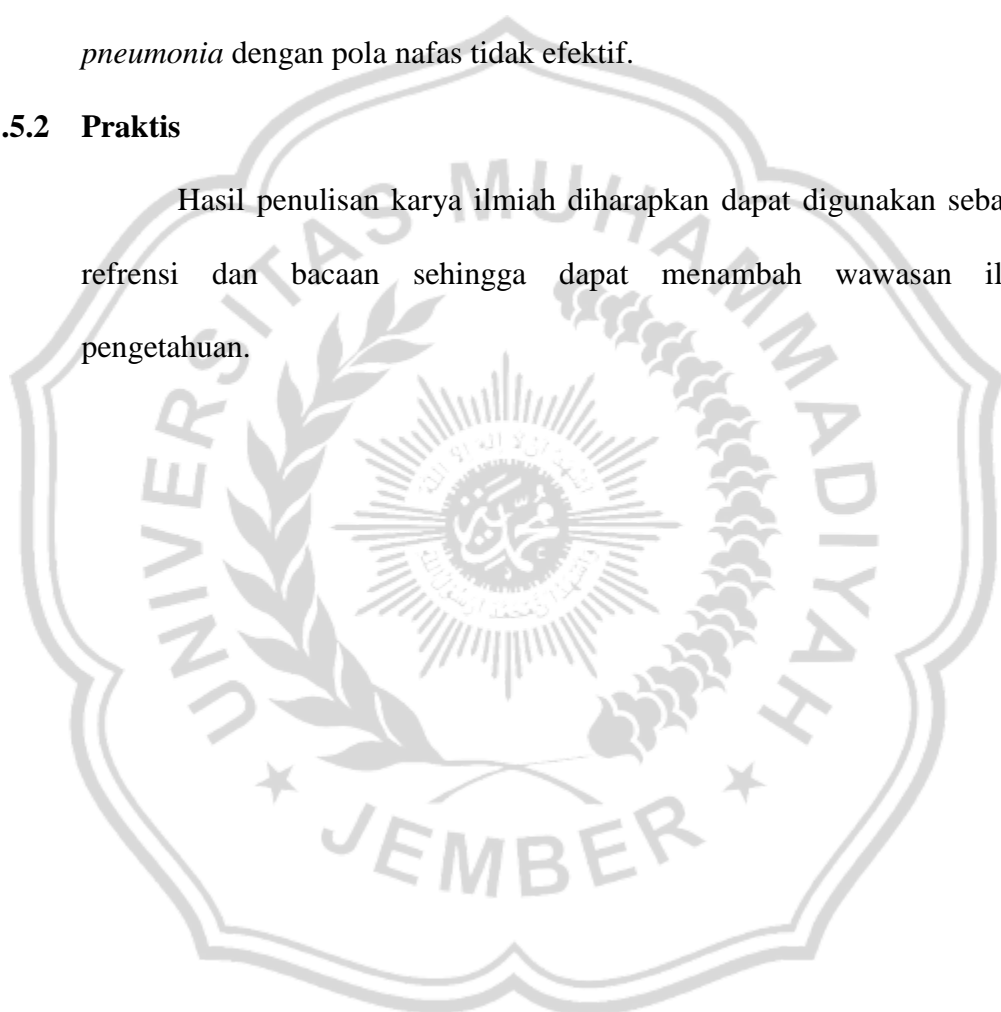 pneumonia dengan pola nafas tidak efektif.
.5.2 Praktis
Hasil penulisan karya ilmiah diharapkan dapat digunakan seba
refrensi dan bacaan sehingga dapat menambah wawasan il
pengetahuan.
UNIVERSITAS MUHAMMADIYAH
JEMBER